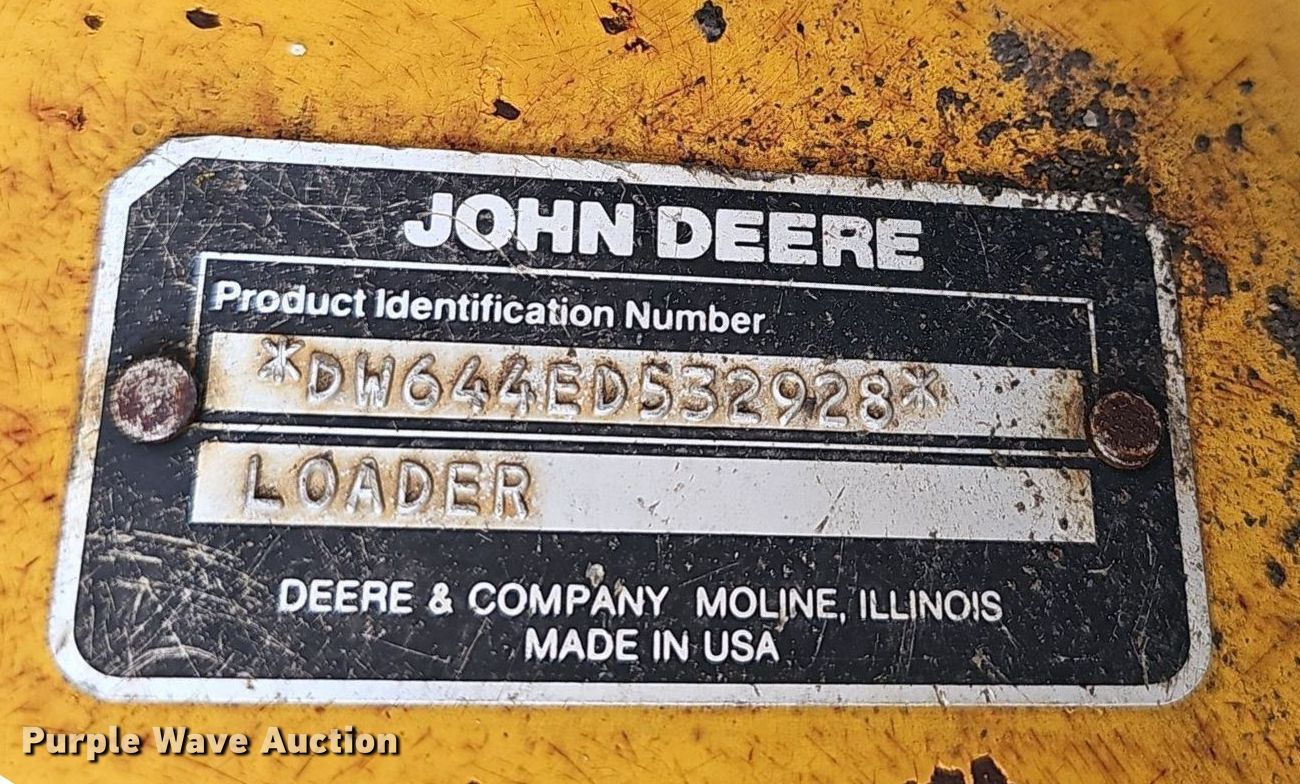 JOHN DEERE
Product Identification Number
*DW644ED532928*
LOADER
DEERE & COMPANY MOLINE, ILLINOIS
MADE IN USA
Purple Wave Auction